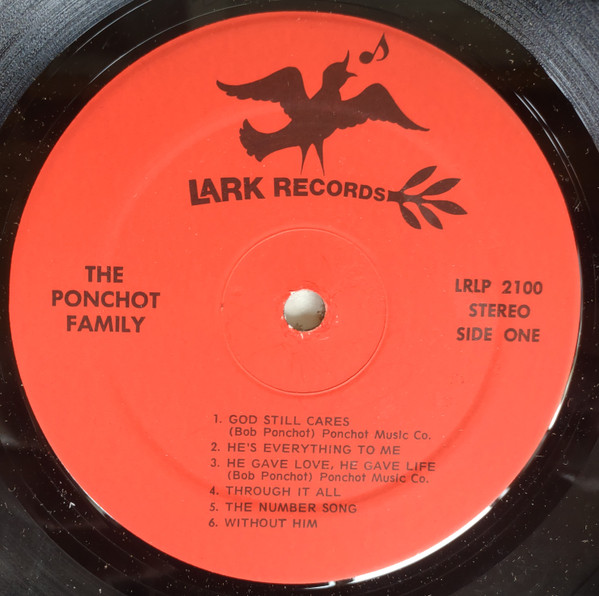 LARK RECORDS
THE
PONCHOT
FAMILY
LRLP 2100
STEREO
SIDE ONE
1. GOD STILL CARES
(Bob Ponchot) Ponchot Music Co.
2. HE'S EVERYTHING TO ME
3. HE GAVE LOVE, HE GAVE LIFE
(Bob Ponchot) Ponchot Music Co.
4. THROUGH IT ALL
5. THE NUMBER SONG
6. WITHOUT HIM